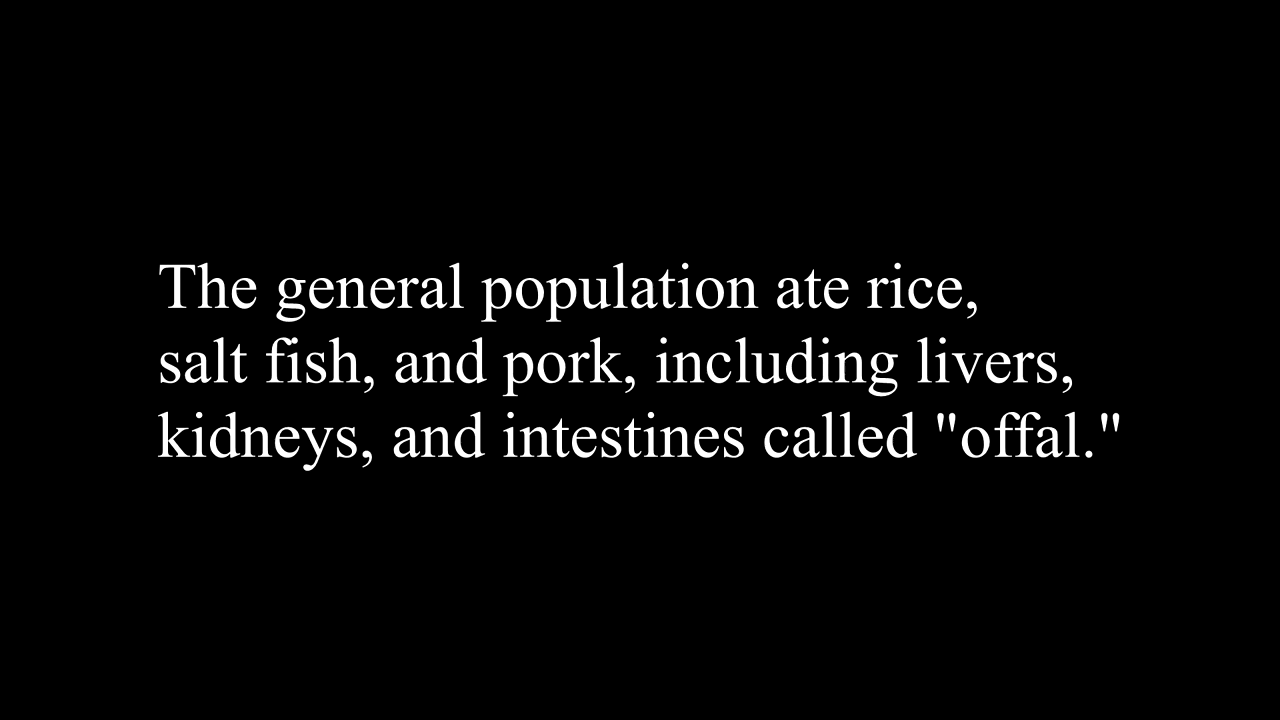 The general population ate rice,
salt fish, and pork, including livers,
kidneys, and intestines called "offal."